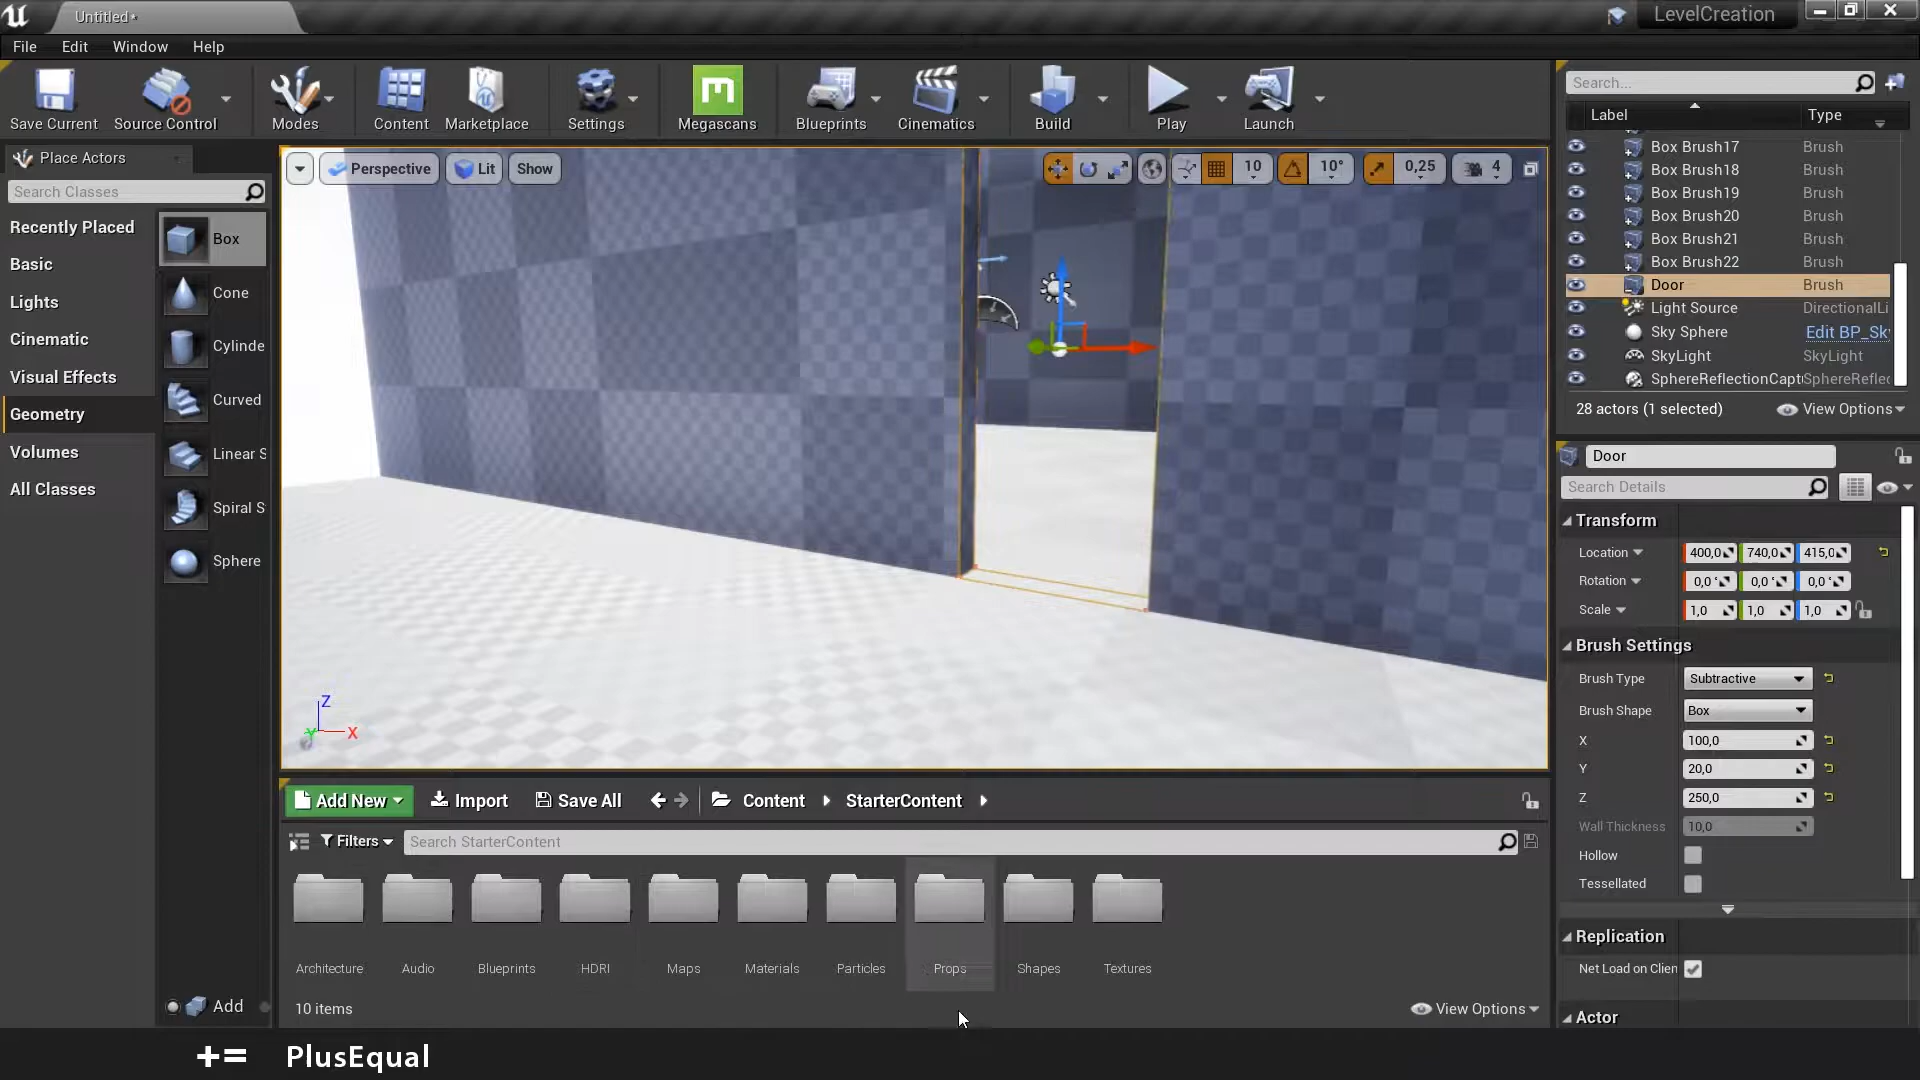 Untitled*
LevelCreation
File Edit Window Help
Save Current
Source Control
Modes
Content
Marketplace
Settings
Megascans
Blueprints
Cinematics
Build
Play
Launch
Place Actors
Search Classes
Recently Placed
Basic
Lights
Cinematic
Visual Effects
Geometry
Volumes
All Classes
Box
Cone
Cylinde
Curved
Linear S
Spiral S
Sphere
Add
Perspective
Lit
Show
10
10°
0,25
4
Z
Y
X
Search...
Label Type
Box Brush17 Brush
Box Brush18 Brush
Box Brush19 Brush
Box Brush20 Brush
Box Brush21 Brush
Box Brush22 Brush
Door Brush
Light Source DirectionalLi
Sky Sphere Edit BP_Sk
SkyLight SkyLight
SphereReflectionCapt SphereReflec
28 actors (1 selected)
View Options
Door
Search Details
Transform
Location 400,0 740,0 415,0
Rotation 0,0 ° 0,0 ° 0,0 °
Scale 1,0 1,0 1,0
Brush Settings
Brush Type Subtractive
Brush Shape Box
X 100,0
Y 20,0
Z 250,0
Wall Thickness 10,0
Hollow
Tessellated
Replication
Net Load on Clien
Actor
Add New
Import
Save All
Content
StarterContent
Filters
Search StarterContent
Architecture
Audio
Blueprints
HDRI
Maps
Materials
Particles
Props
Shapes
Textures
10 items
View Options
+= PlusEqual